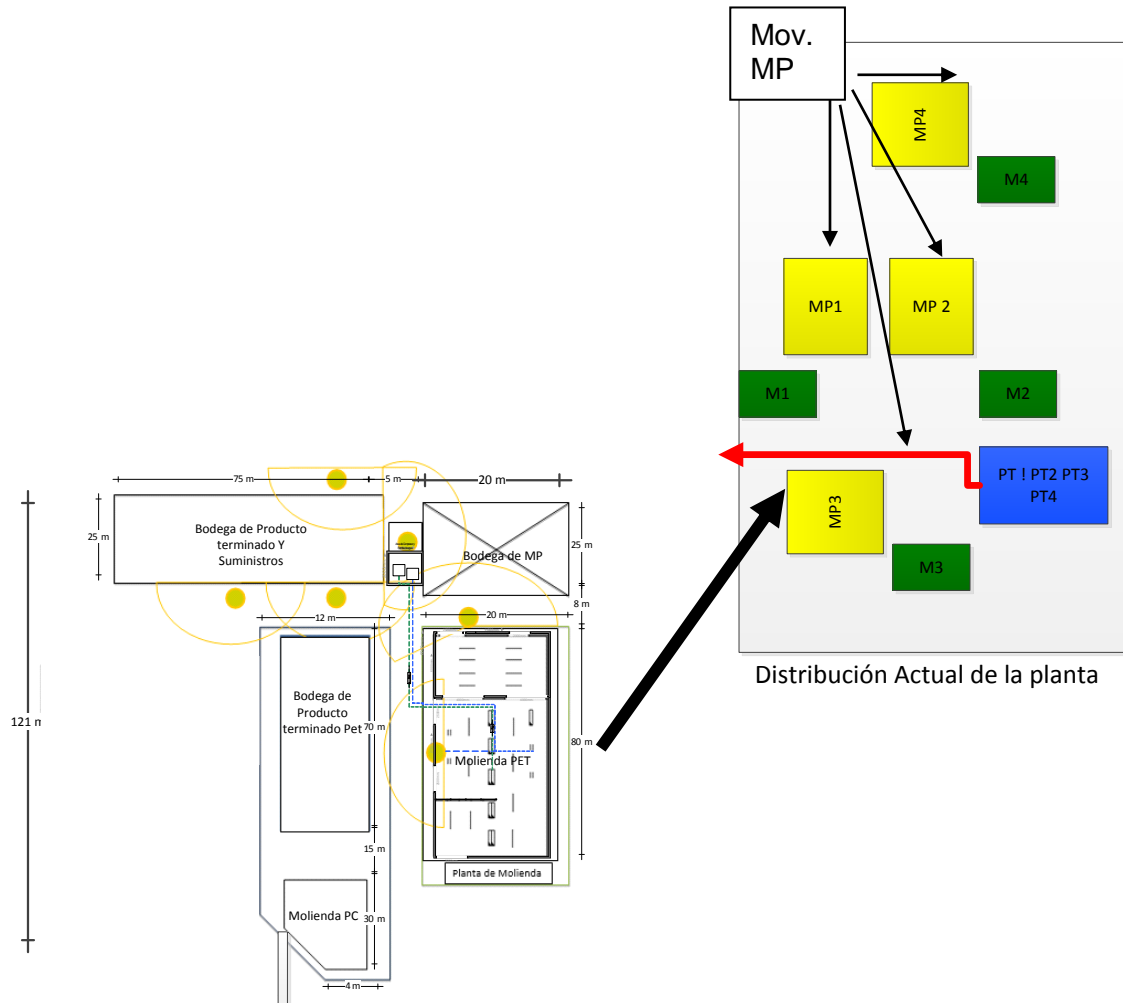 Mov.
MP
MP4
M4
MP1
MP 2
M1
M2
PT ! PT2 PT3
PT4
MP3
M3
Distribución Actual de la planta
75 m
5 m
20 m
25 m
Bodega de Producto
terminado Y
Suministros
Bodega de MP
25 m
8 m
12 m
20 m
121 m
Bodega de
Producto
terminado Pet
70 m
Molienda PET
80 m
15 m
Planta de Molienda
Molienda PC
30 m
4 m